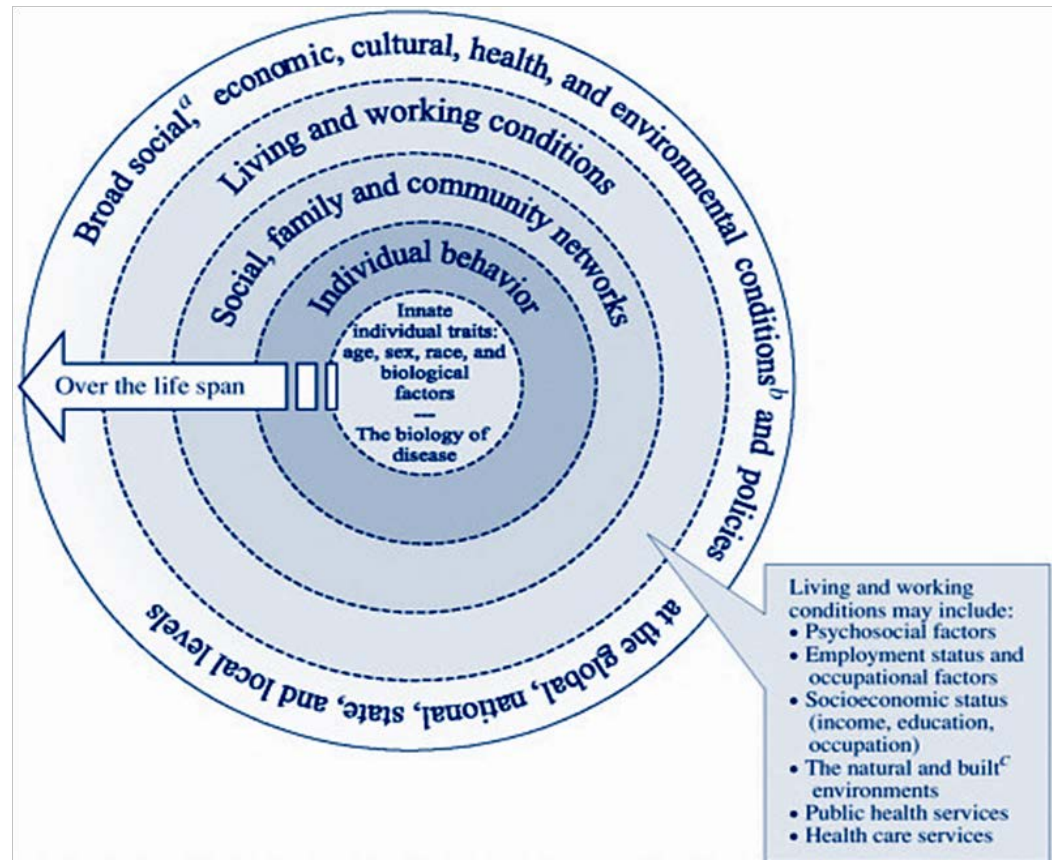 Broad social,a economic, cultural, health, and environmental conditionsb and policies
at the global, national, state, and local levels
Living and working conditions
Social, family and community networks
Individual behavior
Innate
individual traits:
age, sex, race, and
biological
factors
—
The biology of
disease
Over the life span
Living and working
conditions may include:
• Psychosocial factors
• Employment status and
occupational factors
• Socioeconomic status
(income, education,
occupation)
• The natural and builtc
environments
• Public health services
• Health care services